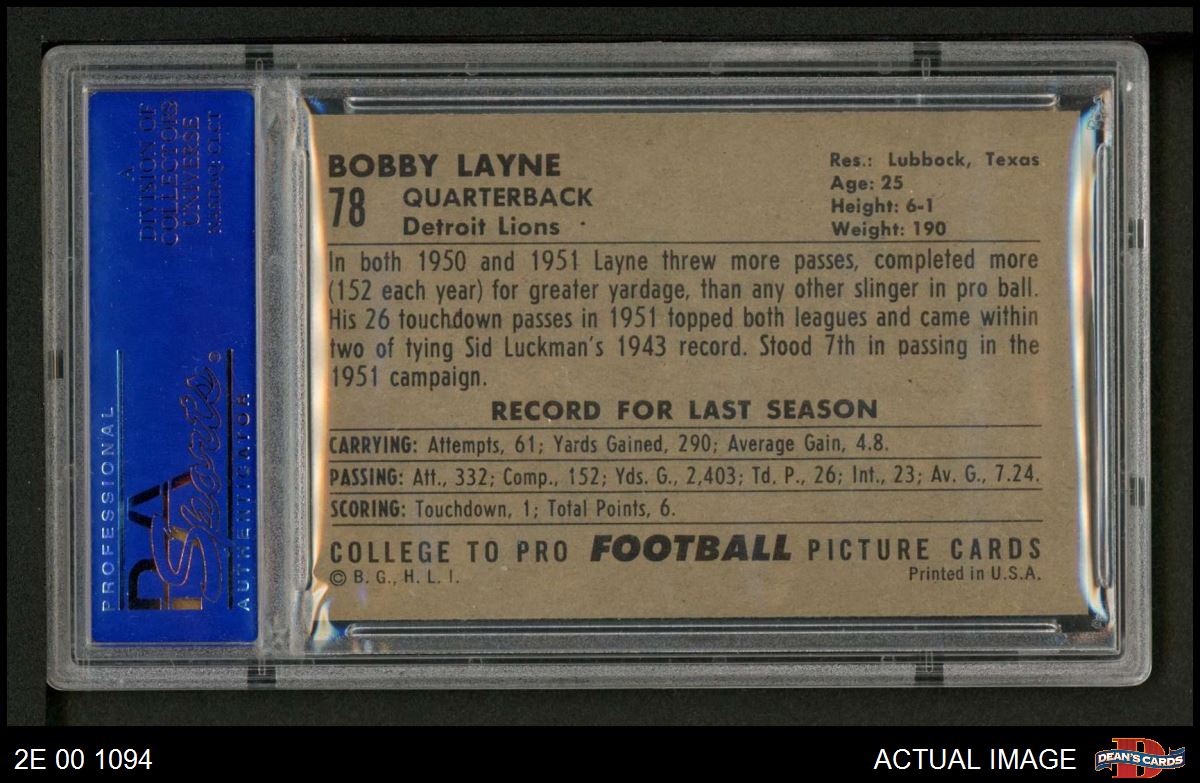 A
DIVISION OF
COLLECTORS
UNIVERSE
NASDAQ: CLCT
PROFESSIONAL
PSA Sports®
AUTHENTICATOR
BOBBY LAYNE
78 QUARTERBACK
Detroit Lions
Res.: Lubbock, Texas
Age: 25
Height: 6-1
Weight: 190
In both 1950 and 1951 Layne threw more passes, completed more
(152 each year) for greater yardage, than any other slinger in pro ball.
His 26 touchdown passes in 1951 topped both leagues and came within
two of tying Sid Luckman's 1943 record. Stood 7th in passing in the
1951 campaign.
RECORD FOR LAST SEASON
CARRYING: Attempts, 61; Yards Gained, 290; Average Gain, 4.8.
PASSING: Att., 332; Comp., 152; Yds. G., 2,403; Td. P., 26; Int., 23; Av. G., 7.24.
SCORING: Touchdown, 1; Total Points, 6.
COLLEGE TO PRO FOOTBALL PICTURE CARDS
© B. G., H. L. I.
Printed in U.S.A.
2E 00 1094
ACTUAL IMAGE
D
DEAN'S CARDS